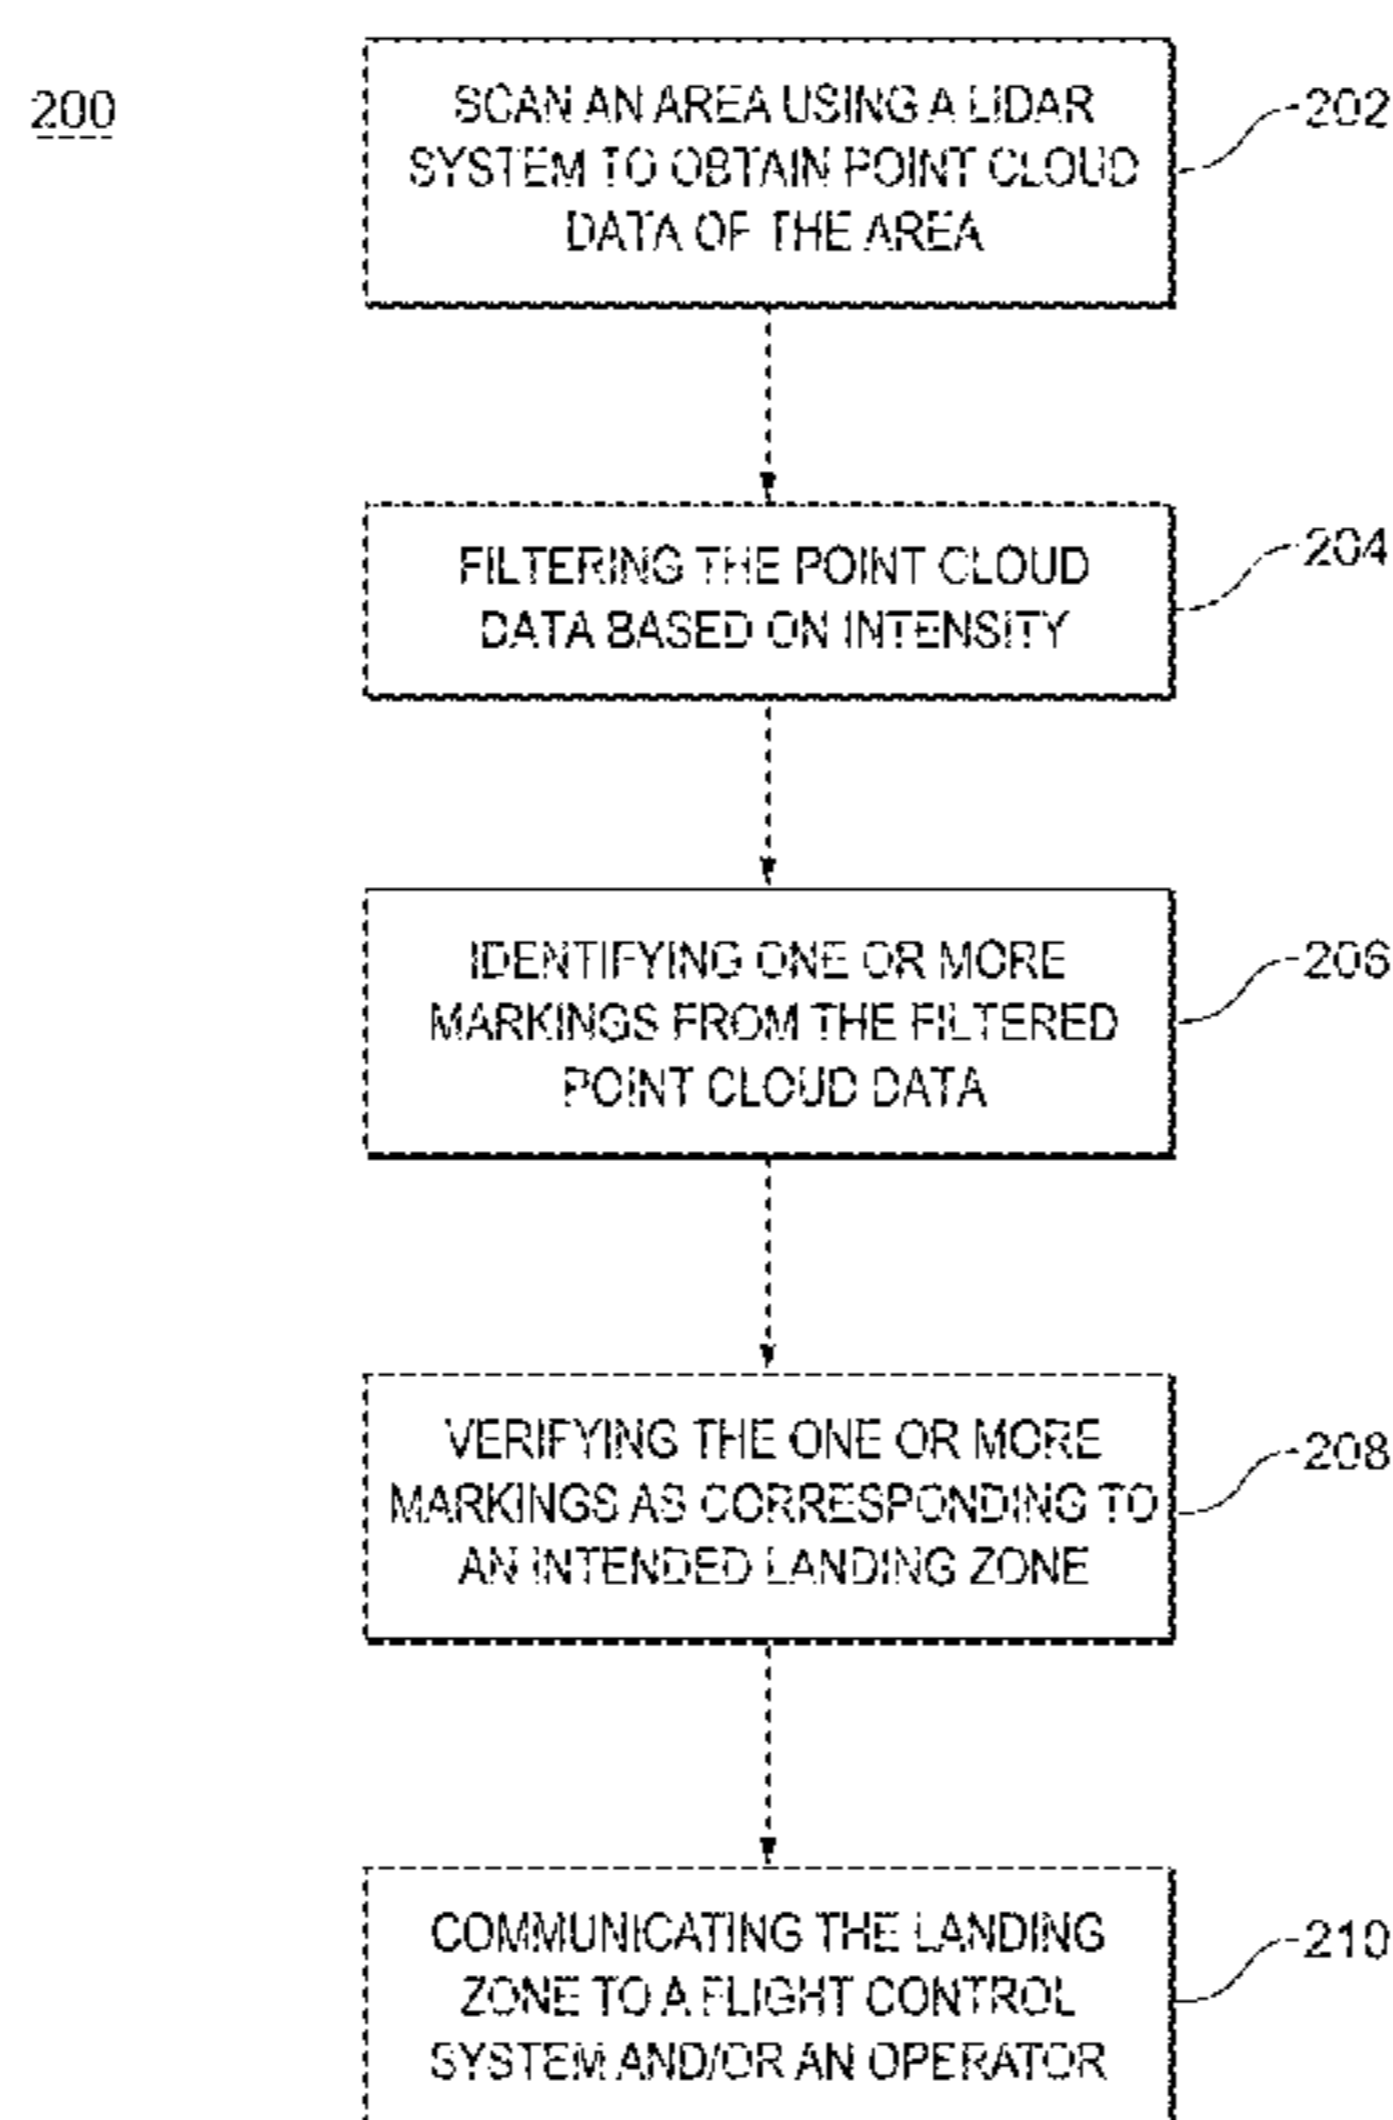 200
SCAN AN AREA USING A LIDAR
SYSTEM TO OBTAIN POINT CLOUD
DATA OF THE AREA
202
FILTERING THE POINT CLOUD
DATA BASED ON INTENSITY
204
IDENTIFYING ONE OR MORE
MARKINGS FROM THE FILTERED
POINT CLOUD DATA
206
VERIFYING THE ONE OR MORE
MARKINGS AS CORRESPONDING TO
AN INTENDED LANDING ZONE
208
COMMUNICATING THE LANDING
ZONE TO A FLIGHT CONTROL
SYSTEM AND/OR AN OPERATOR
210